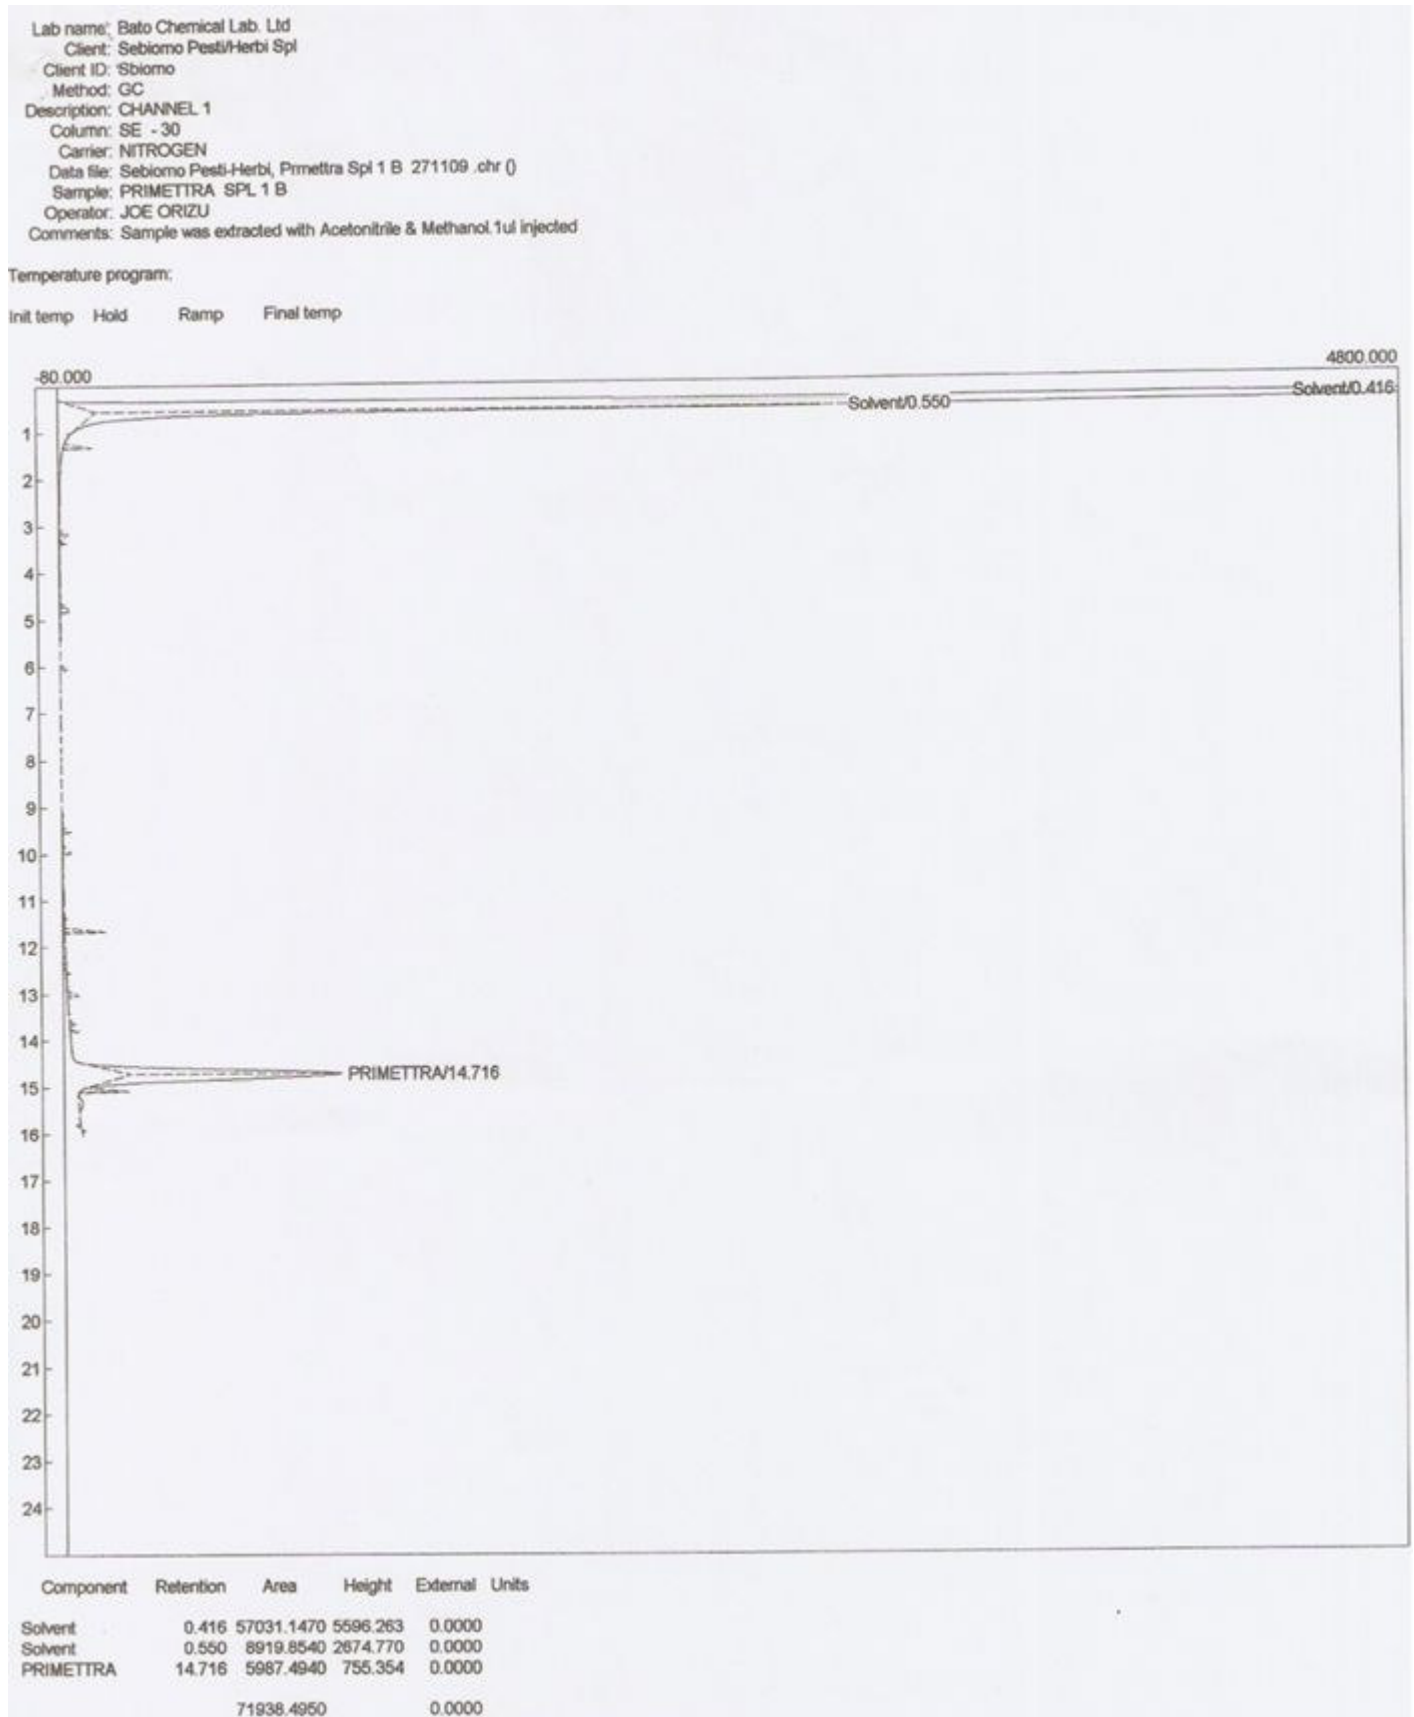 Lab name: Bato Chemical Lab. Ltd
Client: Sebiomo Pesti/Herbi Spl
Client ID: Sbiomo
Method: GC
Description: CHANNEL 1
Column: SE - 30
Carrier: NITROGEN
Data file: Sebiomo Pesti-Herbi, Prmettra Spl 1 B 271109 .chr ()
Sample: PRIMETTRA SPL 1 B
Operator: JOE ORIZU
Comments: Sample was extracted with Acetonitrile & Methanol.1ul injected
Temperature program:
Init temp Hold Ramp Final temp
-80.000 4800.000
Solvent/0.416
Solvent/0.550
1
2
3
4
5
6
7
8
9
10
11
12
13
14
PRIMETTRA/14.716
15
16
17
18
19
20
21
22
23
24
Component Retention Area Height External Units
Solvent 0.416 57031.1470 5596.263 0.0000
Solvent 0.550 8919.8540 2674.770 0.0000
PRIMETTRA 14.716 5987.4940 755.354 0.0000
71938.4950 0.0000